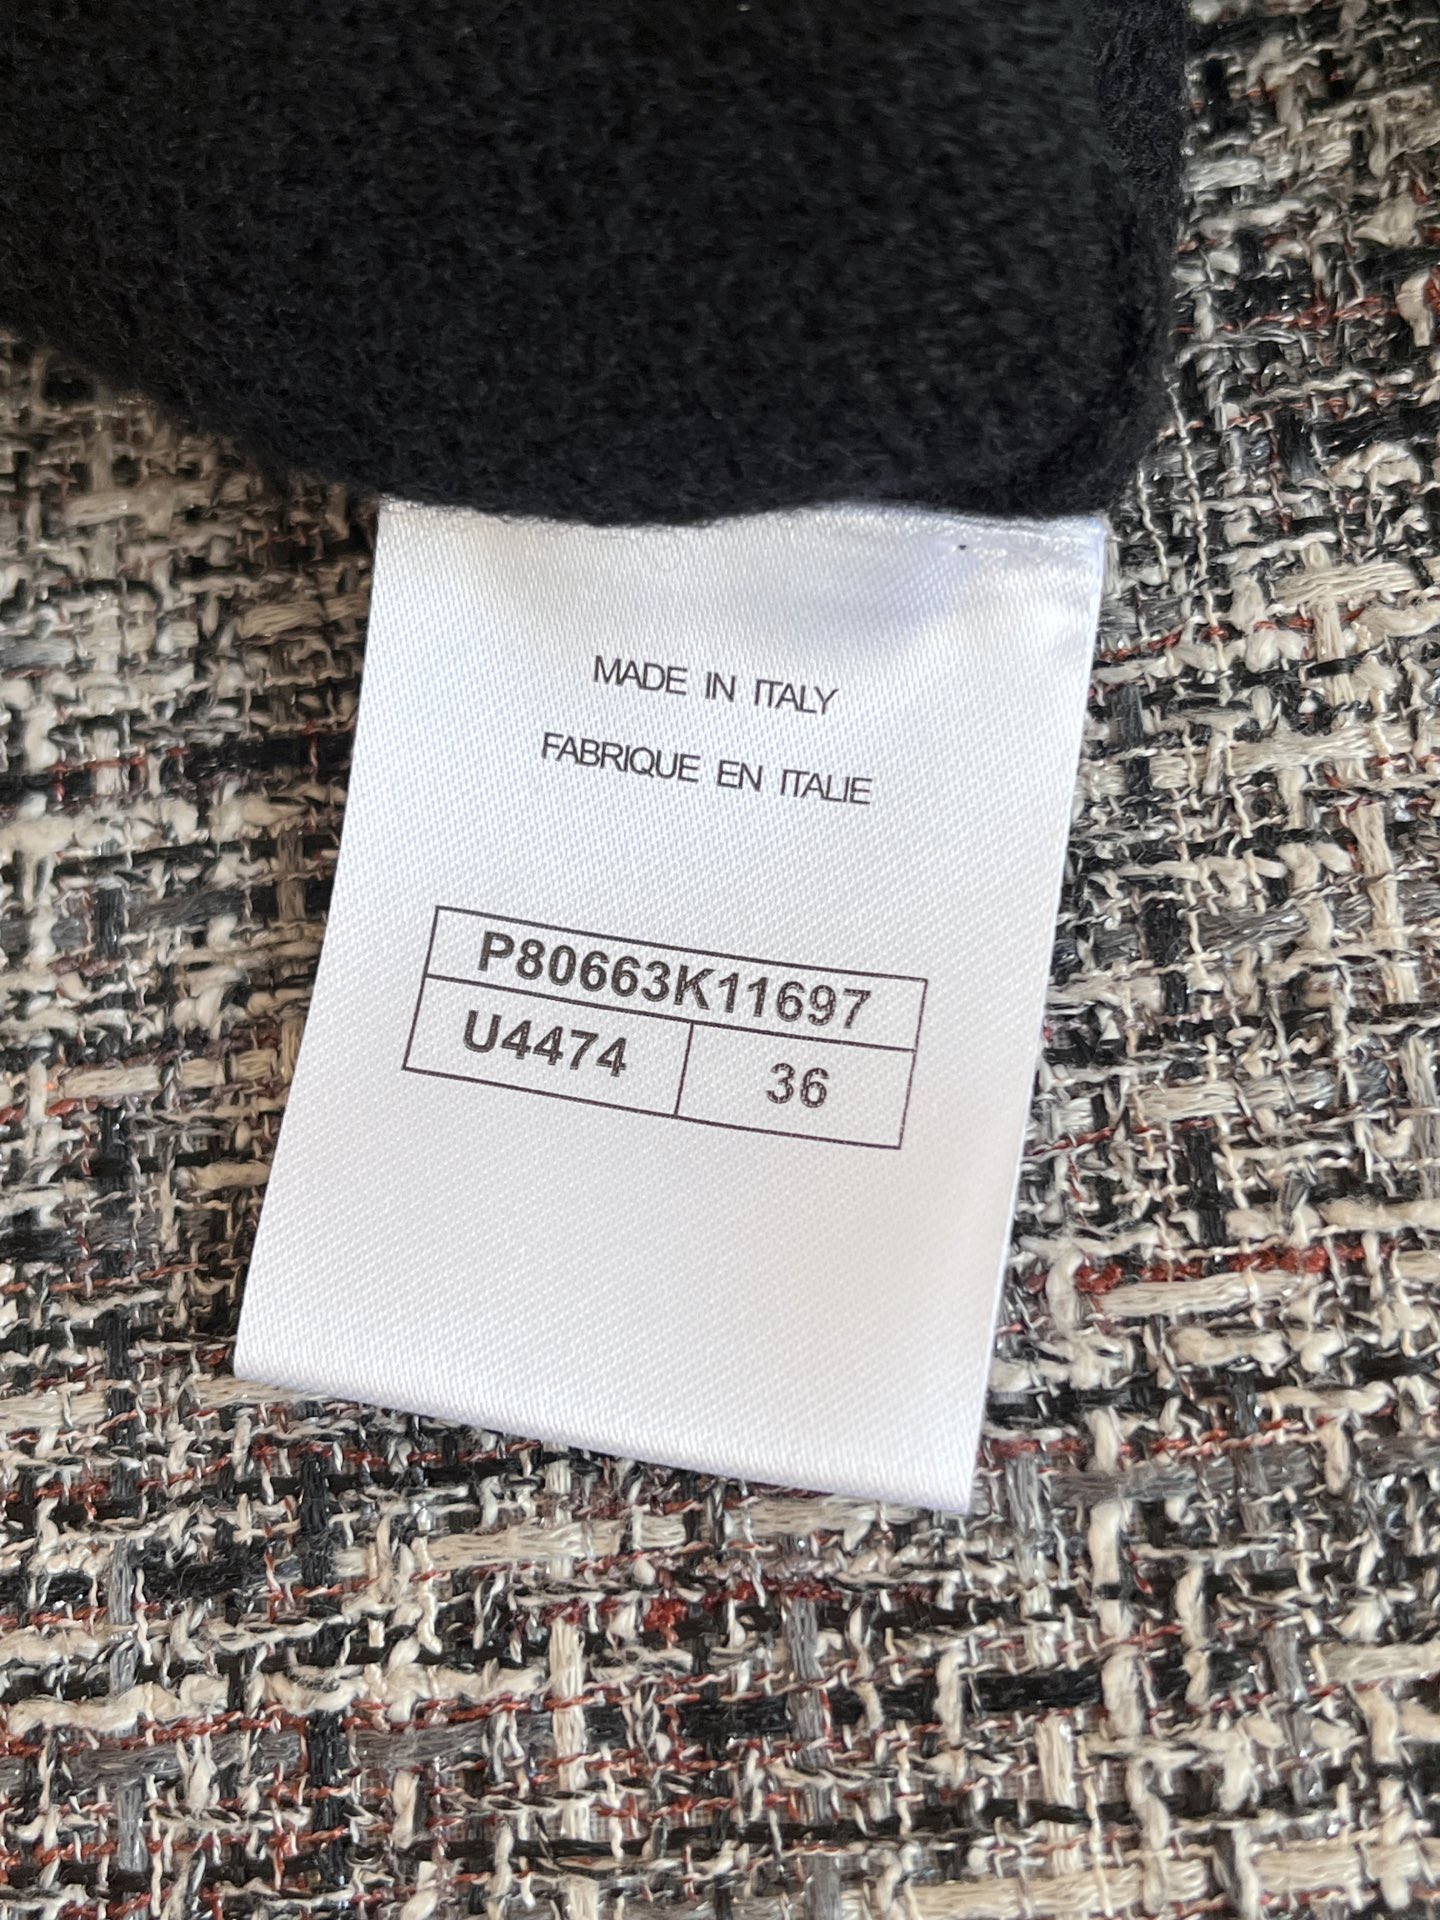 MADE IN ITALY
FABRIQUE EN ITALIE
P80663K11697
U4474 36